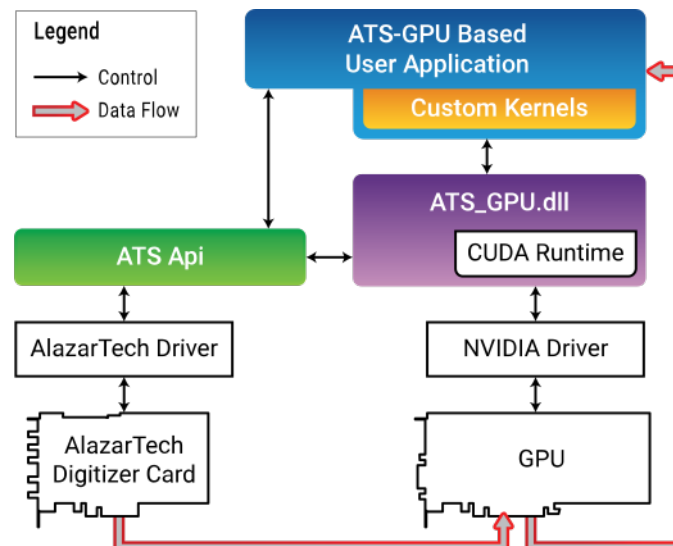 Legend
Control
Data Flow
ATS-GPU Based
User Application
Custom Kernels
ATS_GPU.dll
CUDA Runtime
ATS Api
AlazarTech Driver
NVIDIA Driver
AlazarTech
Digitizer Card
GPU